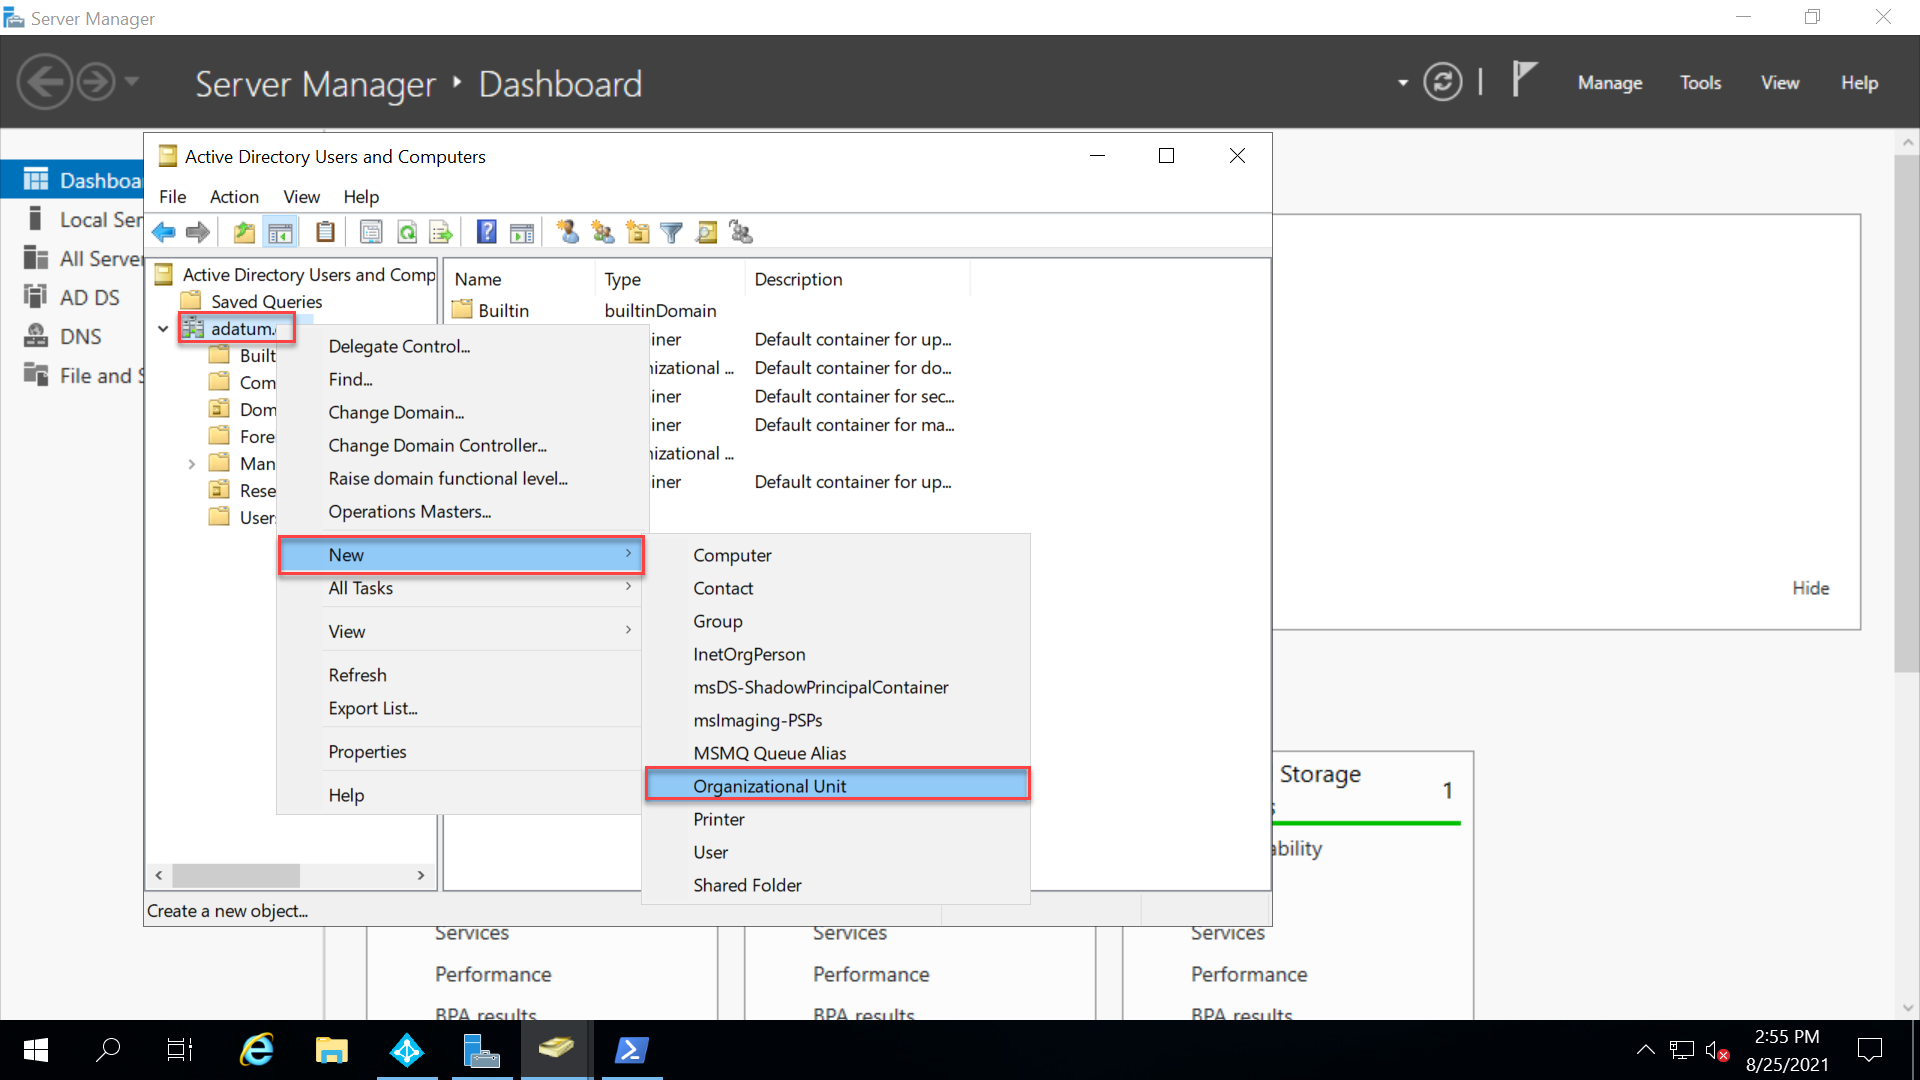 Server Manager
Server Manager ‣ Dashboard
Manage Tools View Help
Dashboa
Local Ser
All Server
AD DS
DNS
File and S
Active Directory Users and Computers
File Action View Help
Active Directory Users and Comp
Saved Queries
adatum.
Built
Com
Dom
Fore
Man
Rese
User
Name Type Description
Builtin builtinDomain
iner Default container for up...
nizational ... Default container for do...
iner Default container for sec...
iner Default container for ma...
nizational ...
iner Default container for up...
Delegate Control...
Find...
Change Domain...
Change Domain Controller...
Raise domain functional level...
Operations Masters...
New
All Tasks
View
Refresh
Export List...
Properties
Help
Computer
Contact
Group
InetOrgPerson
msDS-ShadowPrincipalContainer
msImaging-PSPs
MSMQ Queue Alias
Organizational Unit
Printer
User
Shared Folder
Create a new object...
Hide
Storage
1
ability
Services Services Services
Performance Performance Performance
BPA results BPA results BPA results
2:55 PM
8/25/2021